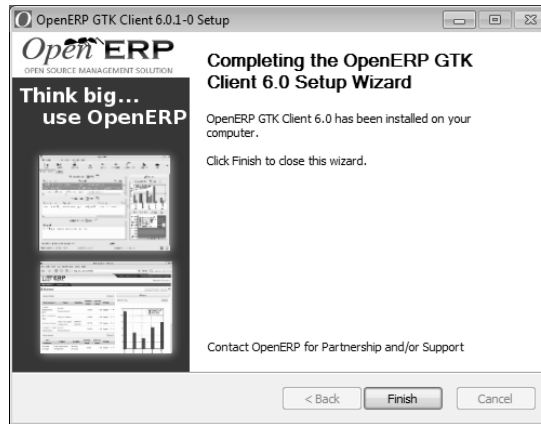 OpenERP GTK Client 6.0.1-0 Setup
Open ERP
OPEN SOURCE MANAGEMENT SOLUTION
Think big...
use OpenERP
Completing the OpenERP GTK
Client 6.0 Setup Wizard
OpenERP GTK Client 6.0 has been installed on your
computer.
Click Finish to close this wizard.
Contact OpenERP for Partnership and/or Support
< Back
Finish
Cancel